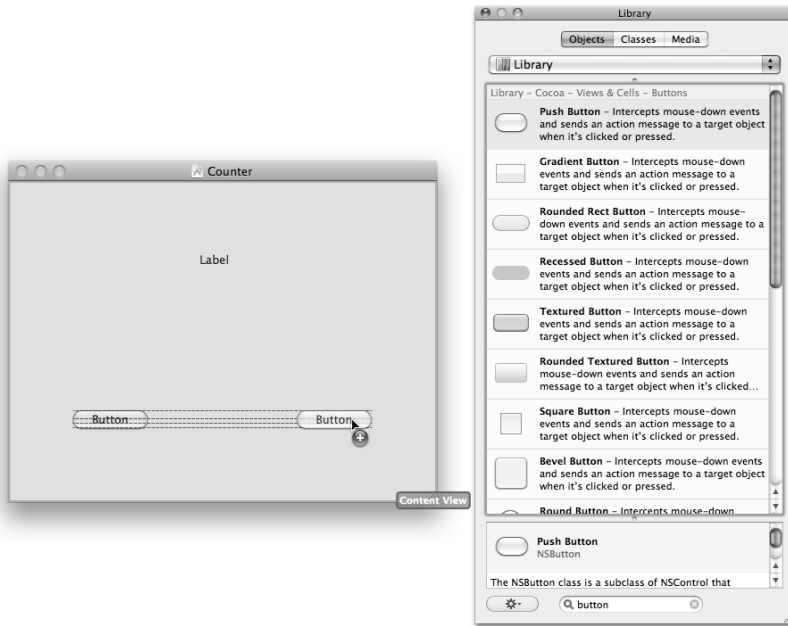 Library
Objects Classes Media
Library
Library – Cocoa – Views & Cells – Buttons
Push Button – Intercepts mouse-down events
and sends an action message to a target object
when it's clicked or pressed.
Gradient Button – Intercepts mouse-down
events and sends an action message to a
target object when it's clicked or pressed.
Rounded Rect Button – Intercepts mouse-
down events and sends an action message to a
target object when it's clicked or pressed.
Recessed Button – Intercepts mouse-down
events and sends an action message to a
target object when it's clicked or pressed.
Textured Button – Intercepts mouse-down
events and sends an action message to a
target object when it's clicked or pressed.
Rounded Textured Button – Intercepts
mouse-down events and sends an action
message to a target object when it's clicked...
Square Button – Intercepts mouse-down
events and sends an action message to a
target object when it's clicked or pressed.
Bevel Button – Intercepts mouse-down events
and sends an action message to a target object
when it's clicked or pressed.
Round Button – Intercepts mouse-down
Push Button
NSButton
The NSButton class is a subclass of NSControl that
button
Counter
Label
Button Button
Content View